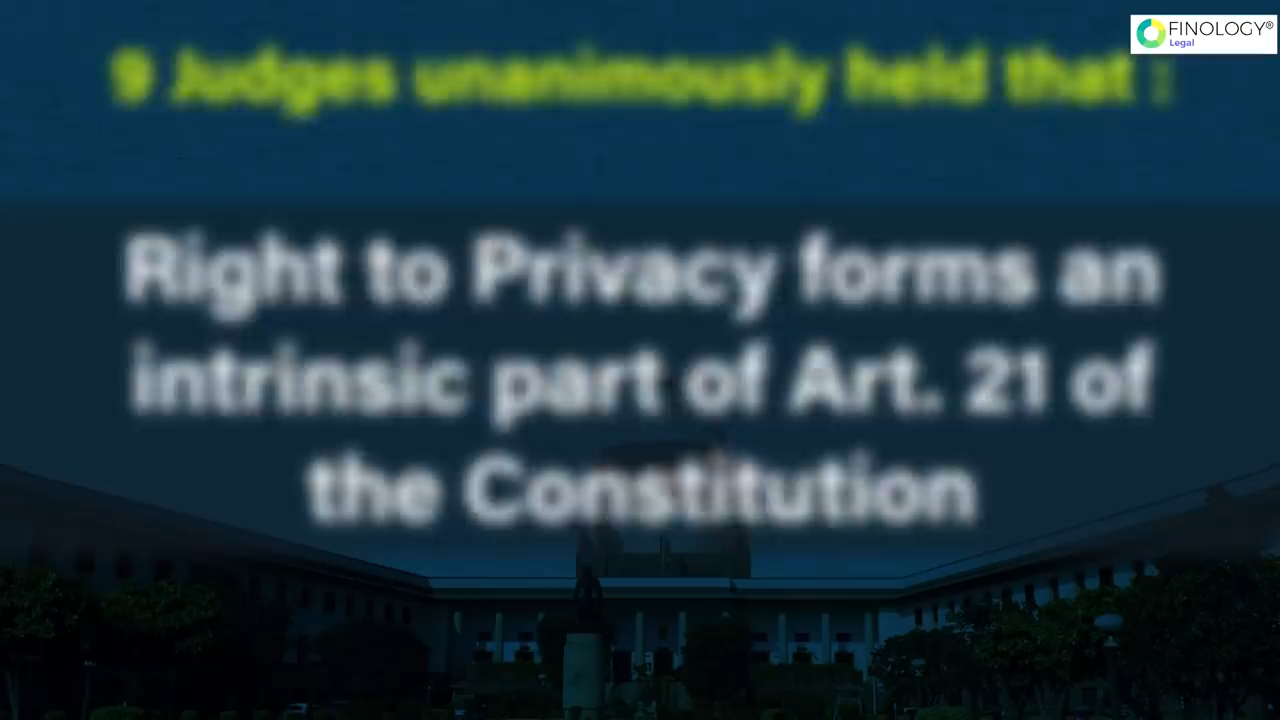 FINOLOGY®
Legal
9 Judges unanimously held that :
Right to Privacy forms an
intrinsic part of Art. 21 of
the Constitution